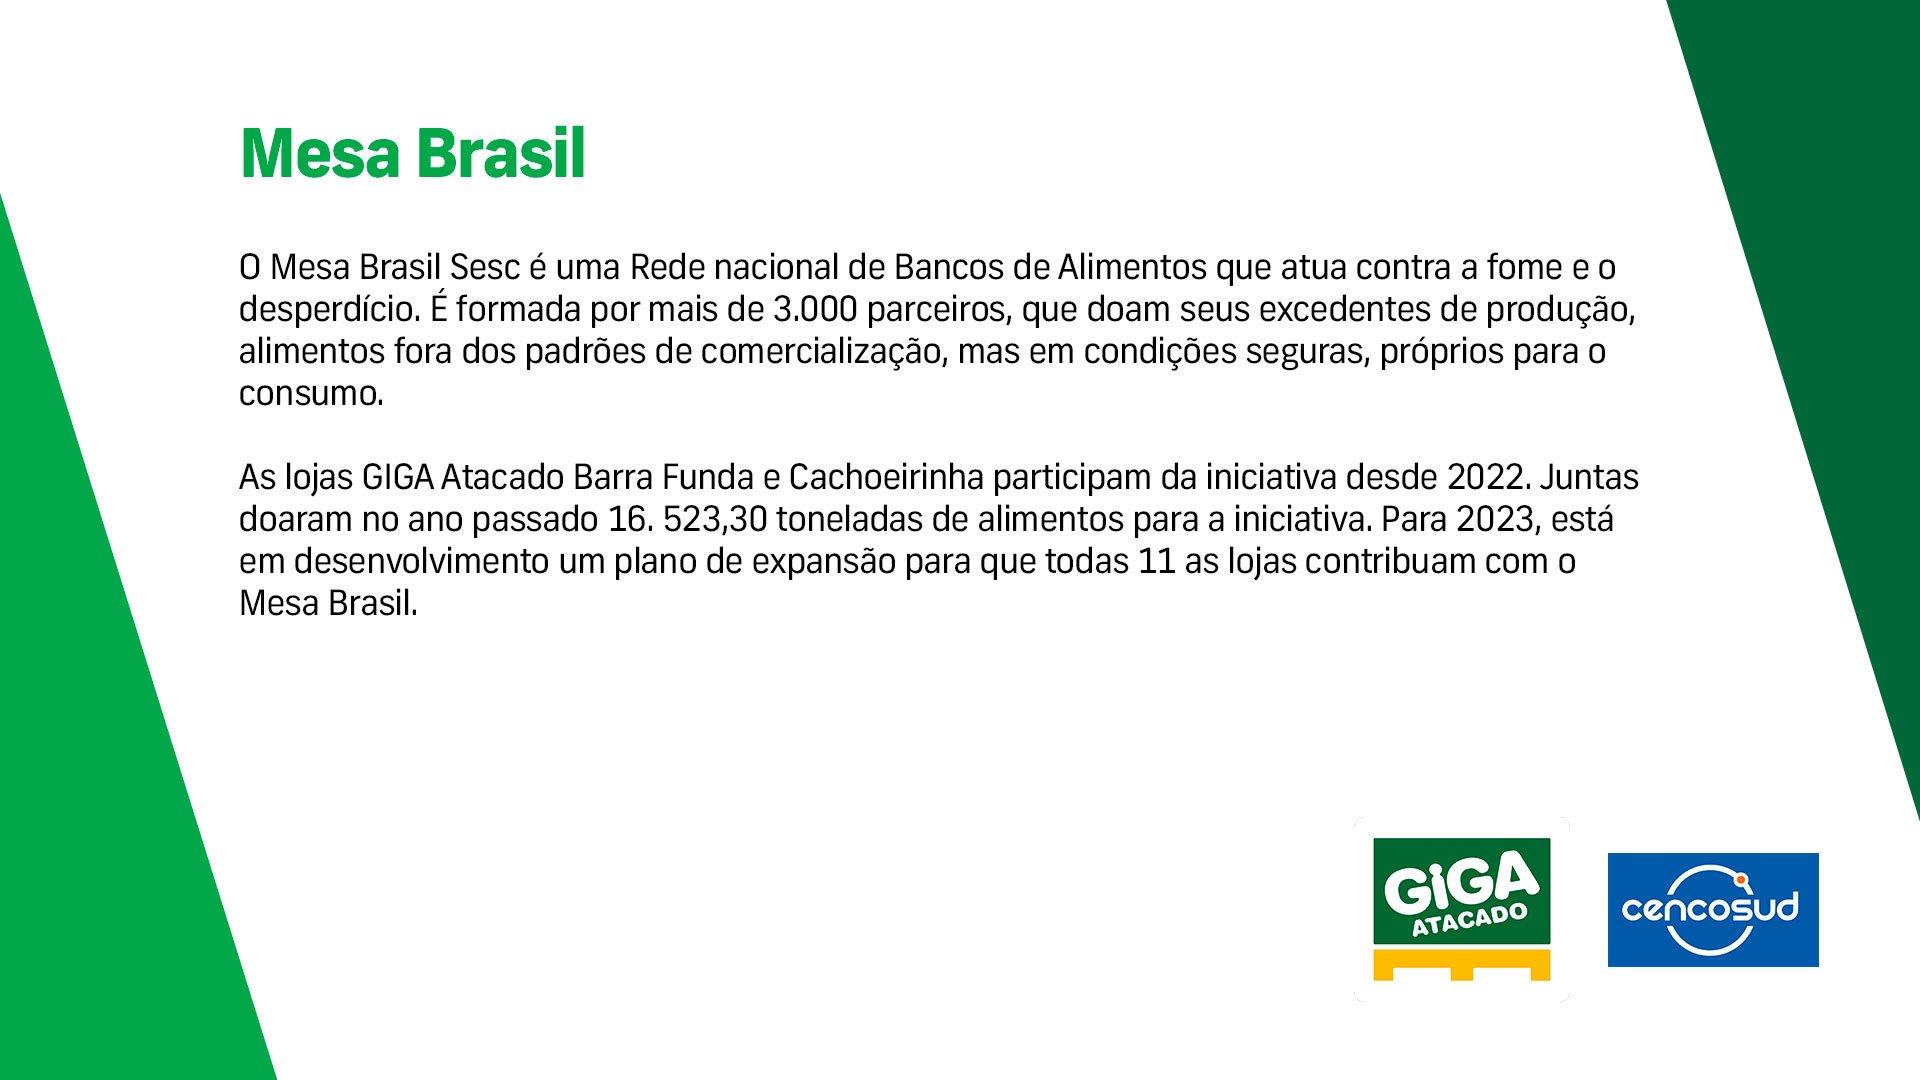 Mesa Brasil
O Mesa Brasil Sesc é uma Rede nacional de Bancos de Alimentos que atua contra a fome e o
desperdício. É formada por mais de 3.000 parceiros, que doam seus excedentes de produção,
alimentos fora dos padrões de comercialização, mas em condições seguras, próprios para o
consumo.
As lojas GIGA Atacado Barra Funda e Cachoeirinha participam da iniciativa desde 2022. Juntas
doaram no ano passado 16. 523,30 toneladas de alimentos para a iniciativa. Para 2023, está
em desenvolvimento um plano de expansão para que todas 11 as lojas contribuam com o
Mesa Brasil.
GiGA
ATACADO
cencosud